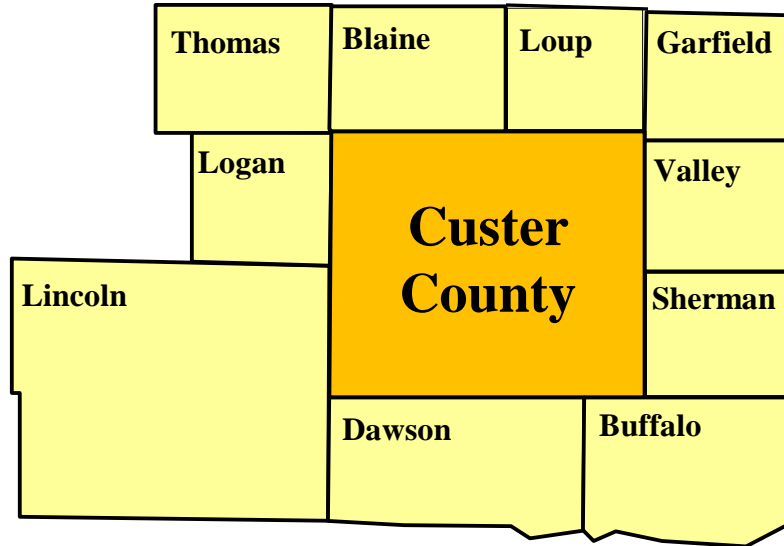 Thomas
Blaine
Loup
Garfield
Logan
Valley
Custer
County
Lincoln
Sherman
Dawson
Buffalo